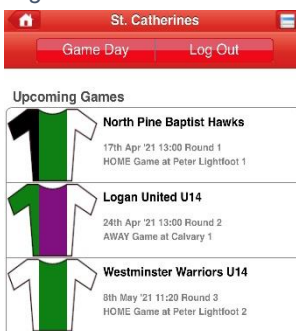 St. Catherines
Game Day Log Out
Upcoming Games
North Pine Baptist Hawks
17th Apr '21 13:00 Round 1
HOME Game at Peter Lightfoot 1
Logan United U14
24th Apr '21 13:00 Round 2
AWAY Game at Calvary 1
Westminster Warriors U14
8th May '21 11:20 Round 3
HOME Game at Peter Lightfoot 2